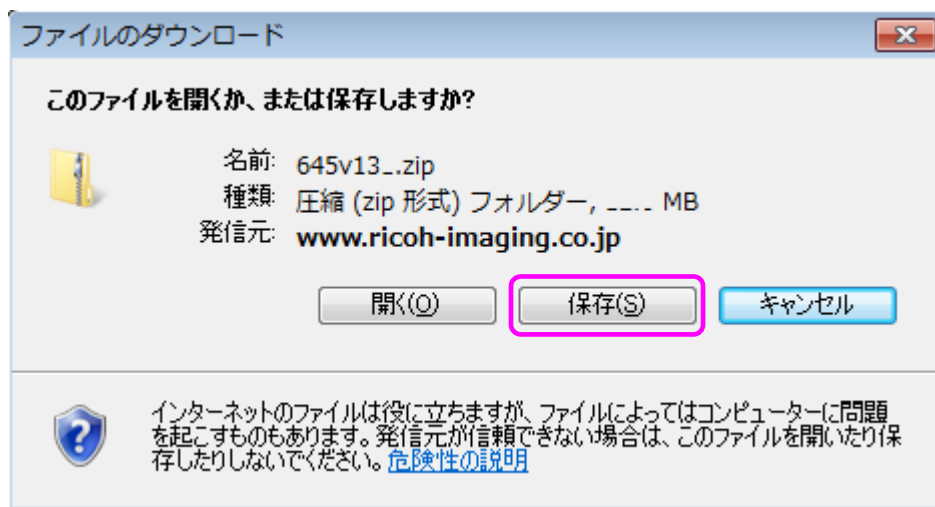 ファイルのダウンロード
このファイルを開くか、または保存しますか?
名前: 645v13_.zip
種類: 圧縮 (zip 形式) フォルダー, __._ MB
発信元: www.ricoh-imaging.co.jp
開く(O) 保存(S) キャンセル
インターネットのファイルは役に立ちますが、ファイルによってはコンピューターに問題
を起こすものもあります。発信元が信頼できない場合は、このファイルを開いたり保
存したりしないでください。危険性の説明